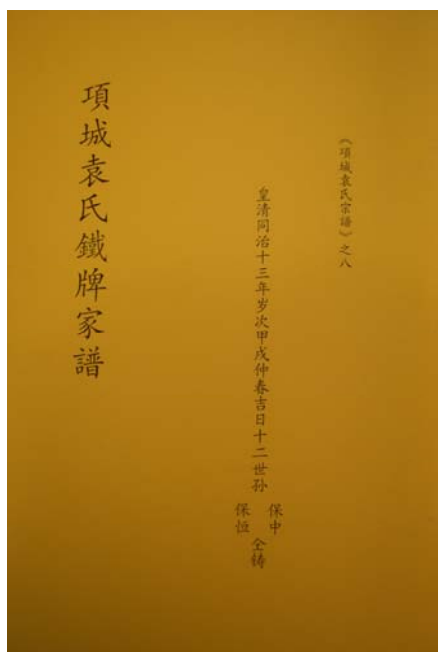 《項城袁氏宗譜》之八
皇清同治十三年岁次甲戌仲春吉日十二世孙
保中
保恒
仝铸
項城袁氏鐵牌家譜